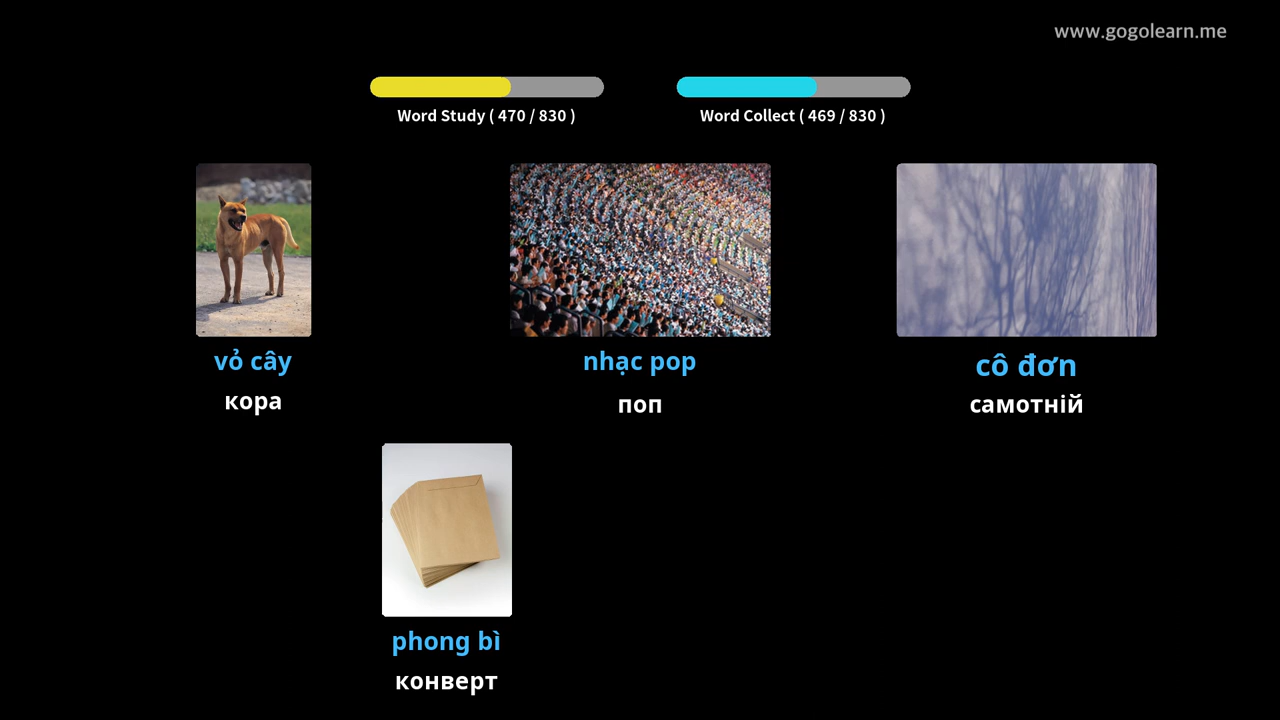 www.gogolearn.me
Word Study ( 470 / 830 )
Word Collect ( 469 / 830 )
vỏ cây
кора
nhạc pop
поп
cô đơn
самотній
phong bì
конверт